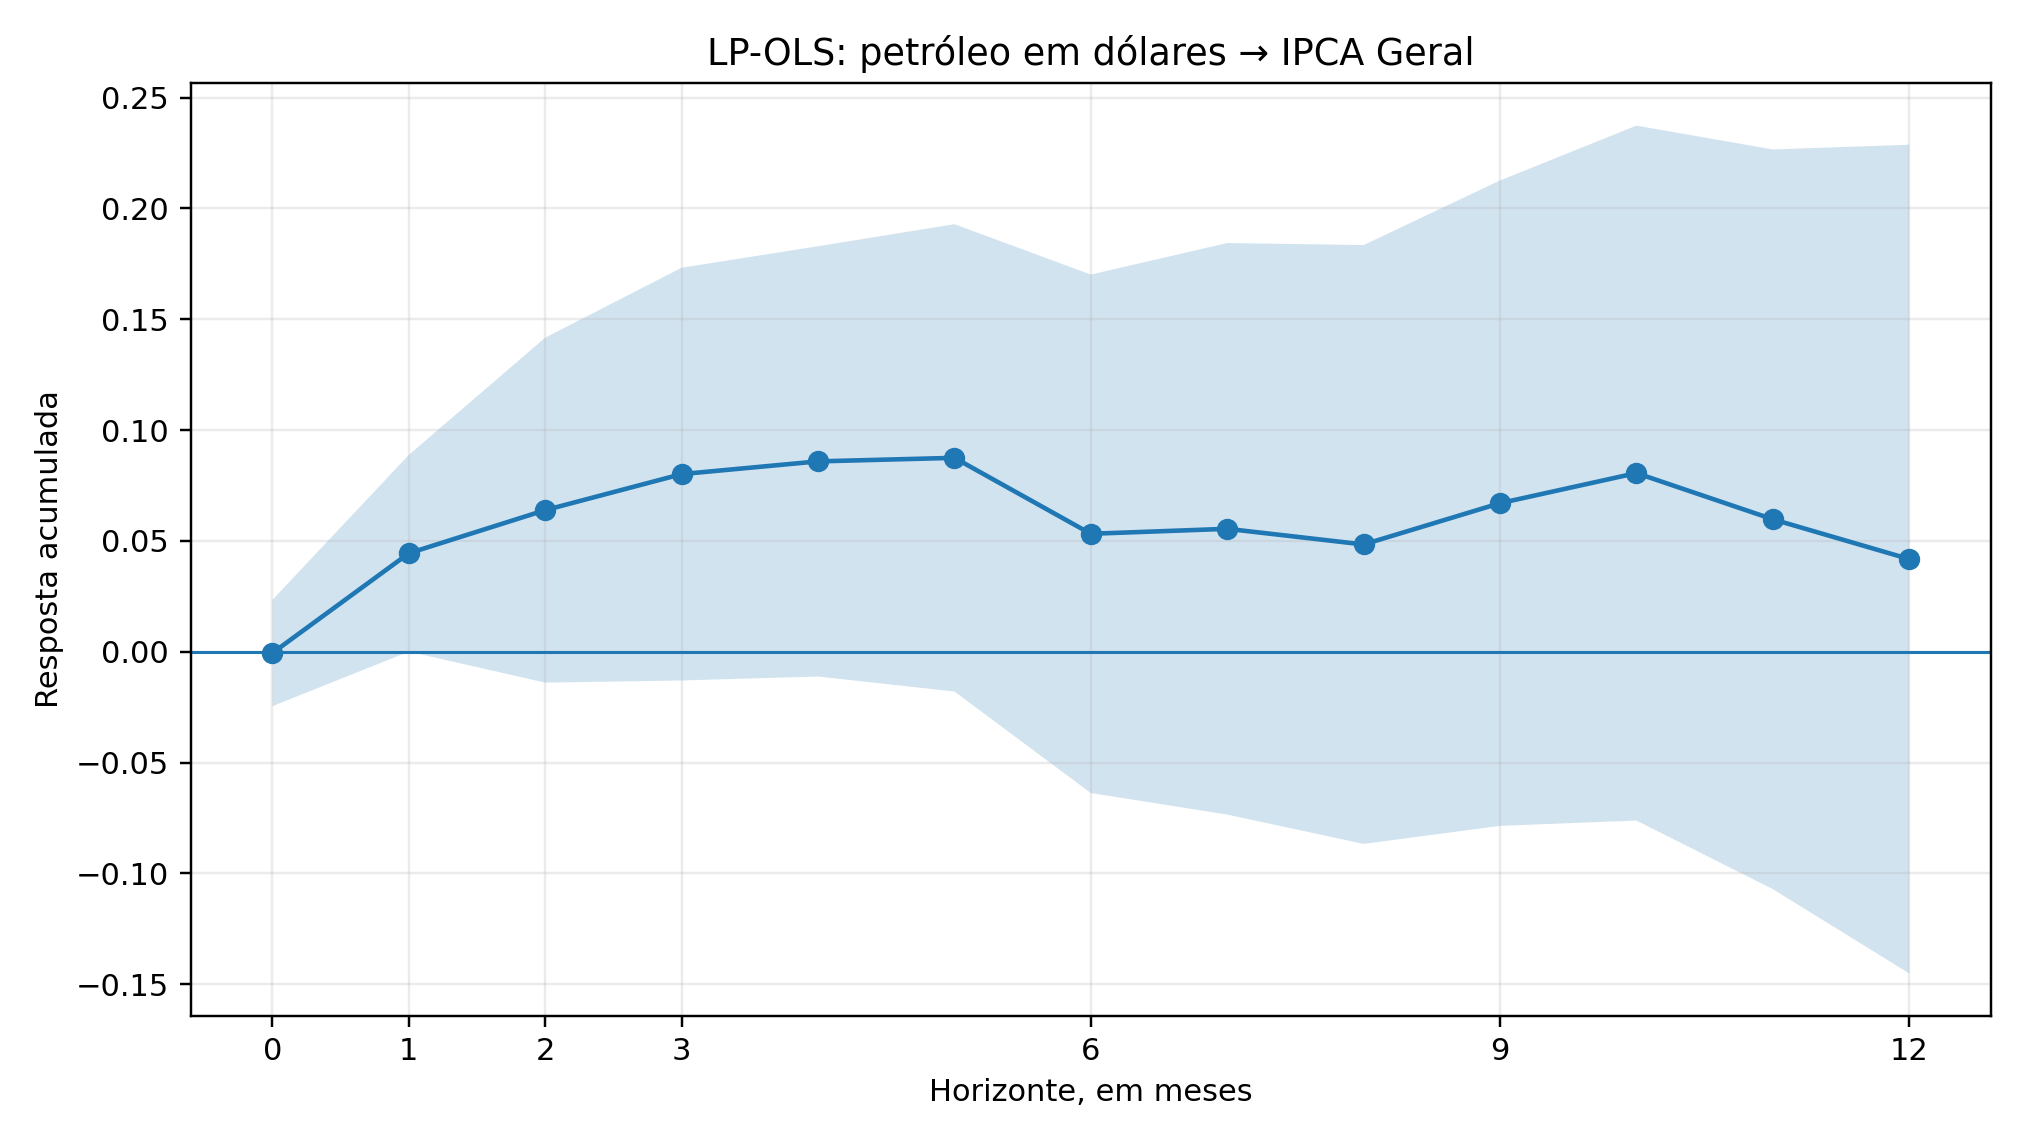 LP-OLS: petróleo em dólares → IPCA Geral
0.25
0.20
0.15
0.10
0.05
0.00
−0.05
−0.10
−0.15
Resposta acumulada
0 1 2 3 6 9 12
Horizonte, em meses